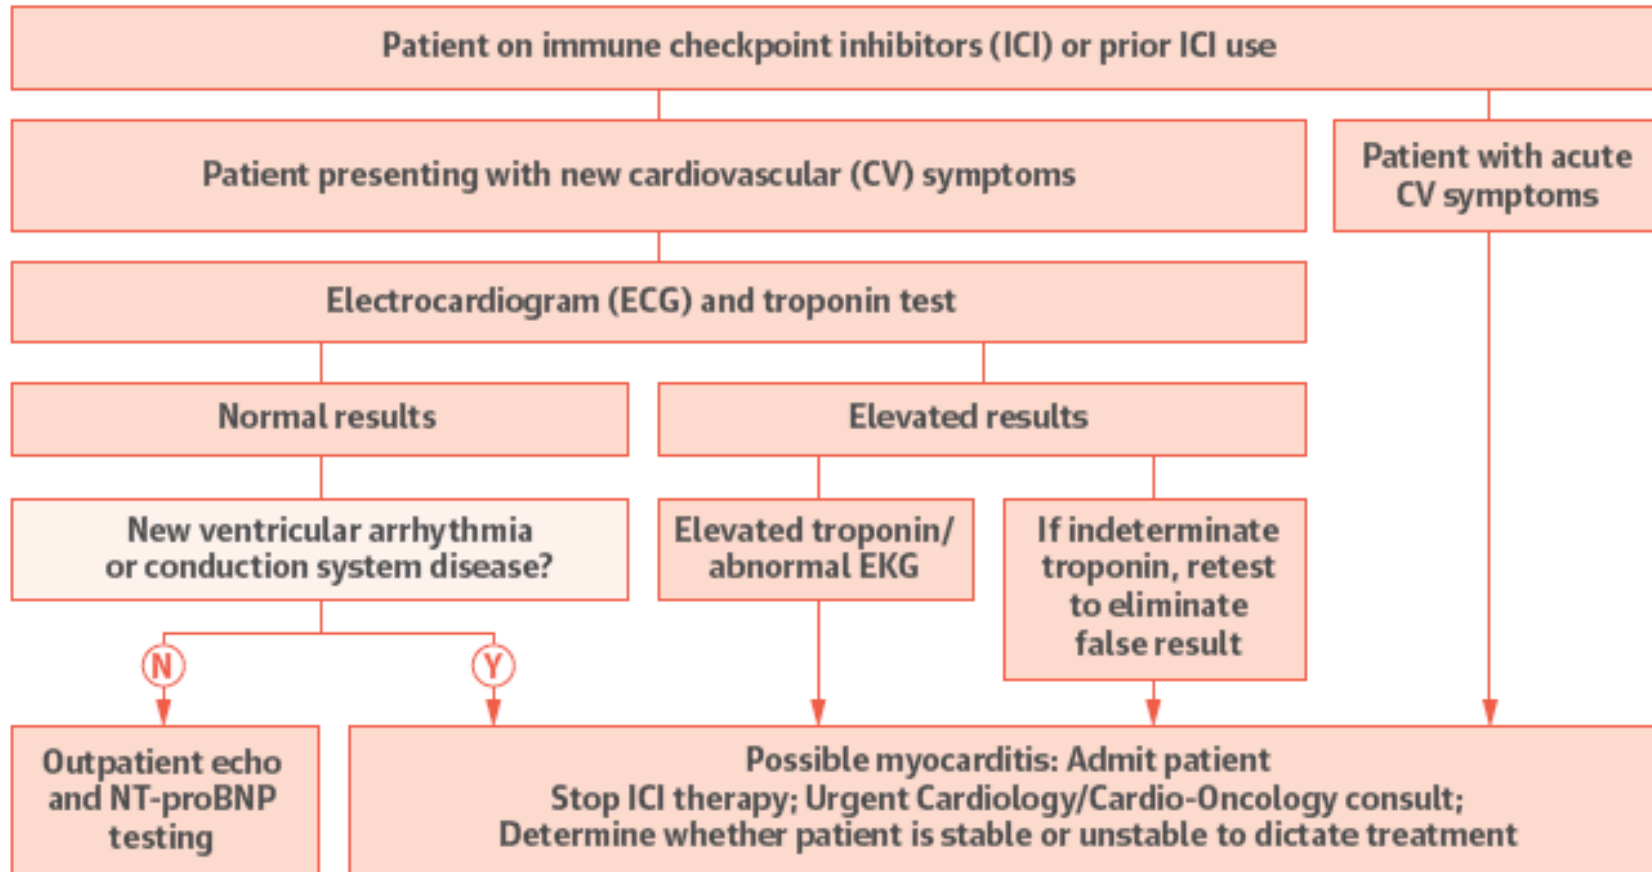 Patient on immune checkpoint inhibitors (ICI) or prior ICI use
Patient presenting with new cardiovascular (CV) symptoms
Patient with acute
CV symptoms
Electrocardiogram (ECG) and troponin test
Normal results
Elevated results
New ventricular arrhythmia
or conduction system disease?
Elevated troponin/
abnormal EKG
If indeterminate
troponin, retest
to eliminate
false result
N
Y
Outpatient echo
and NT-proBNP
testing
Possible myocarditis: Admit patient
Stop ICI therapy; Urgent Cardiology/Cardio-Oncology consult;
Determine whether patient is stable or unstable to dictate treatment